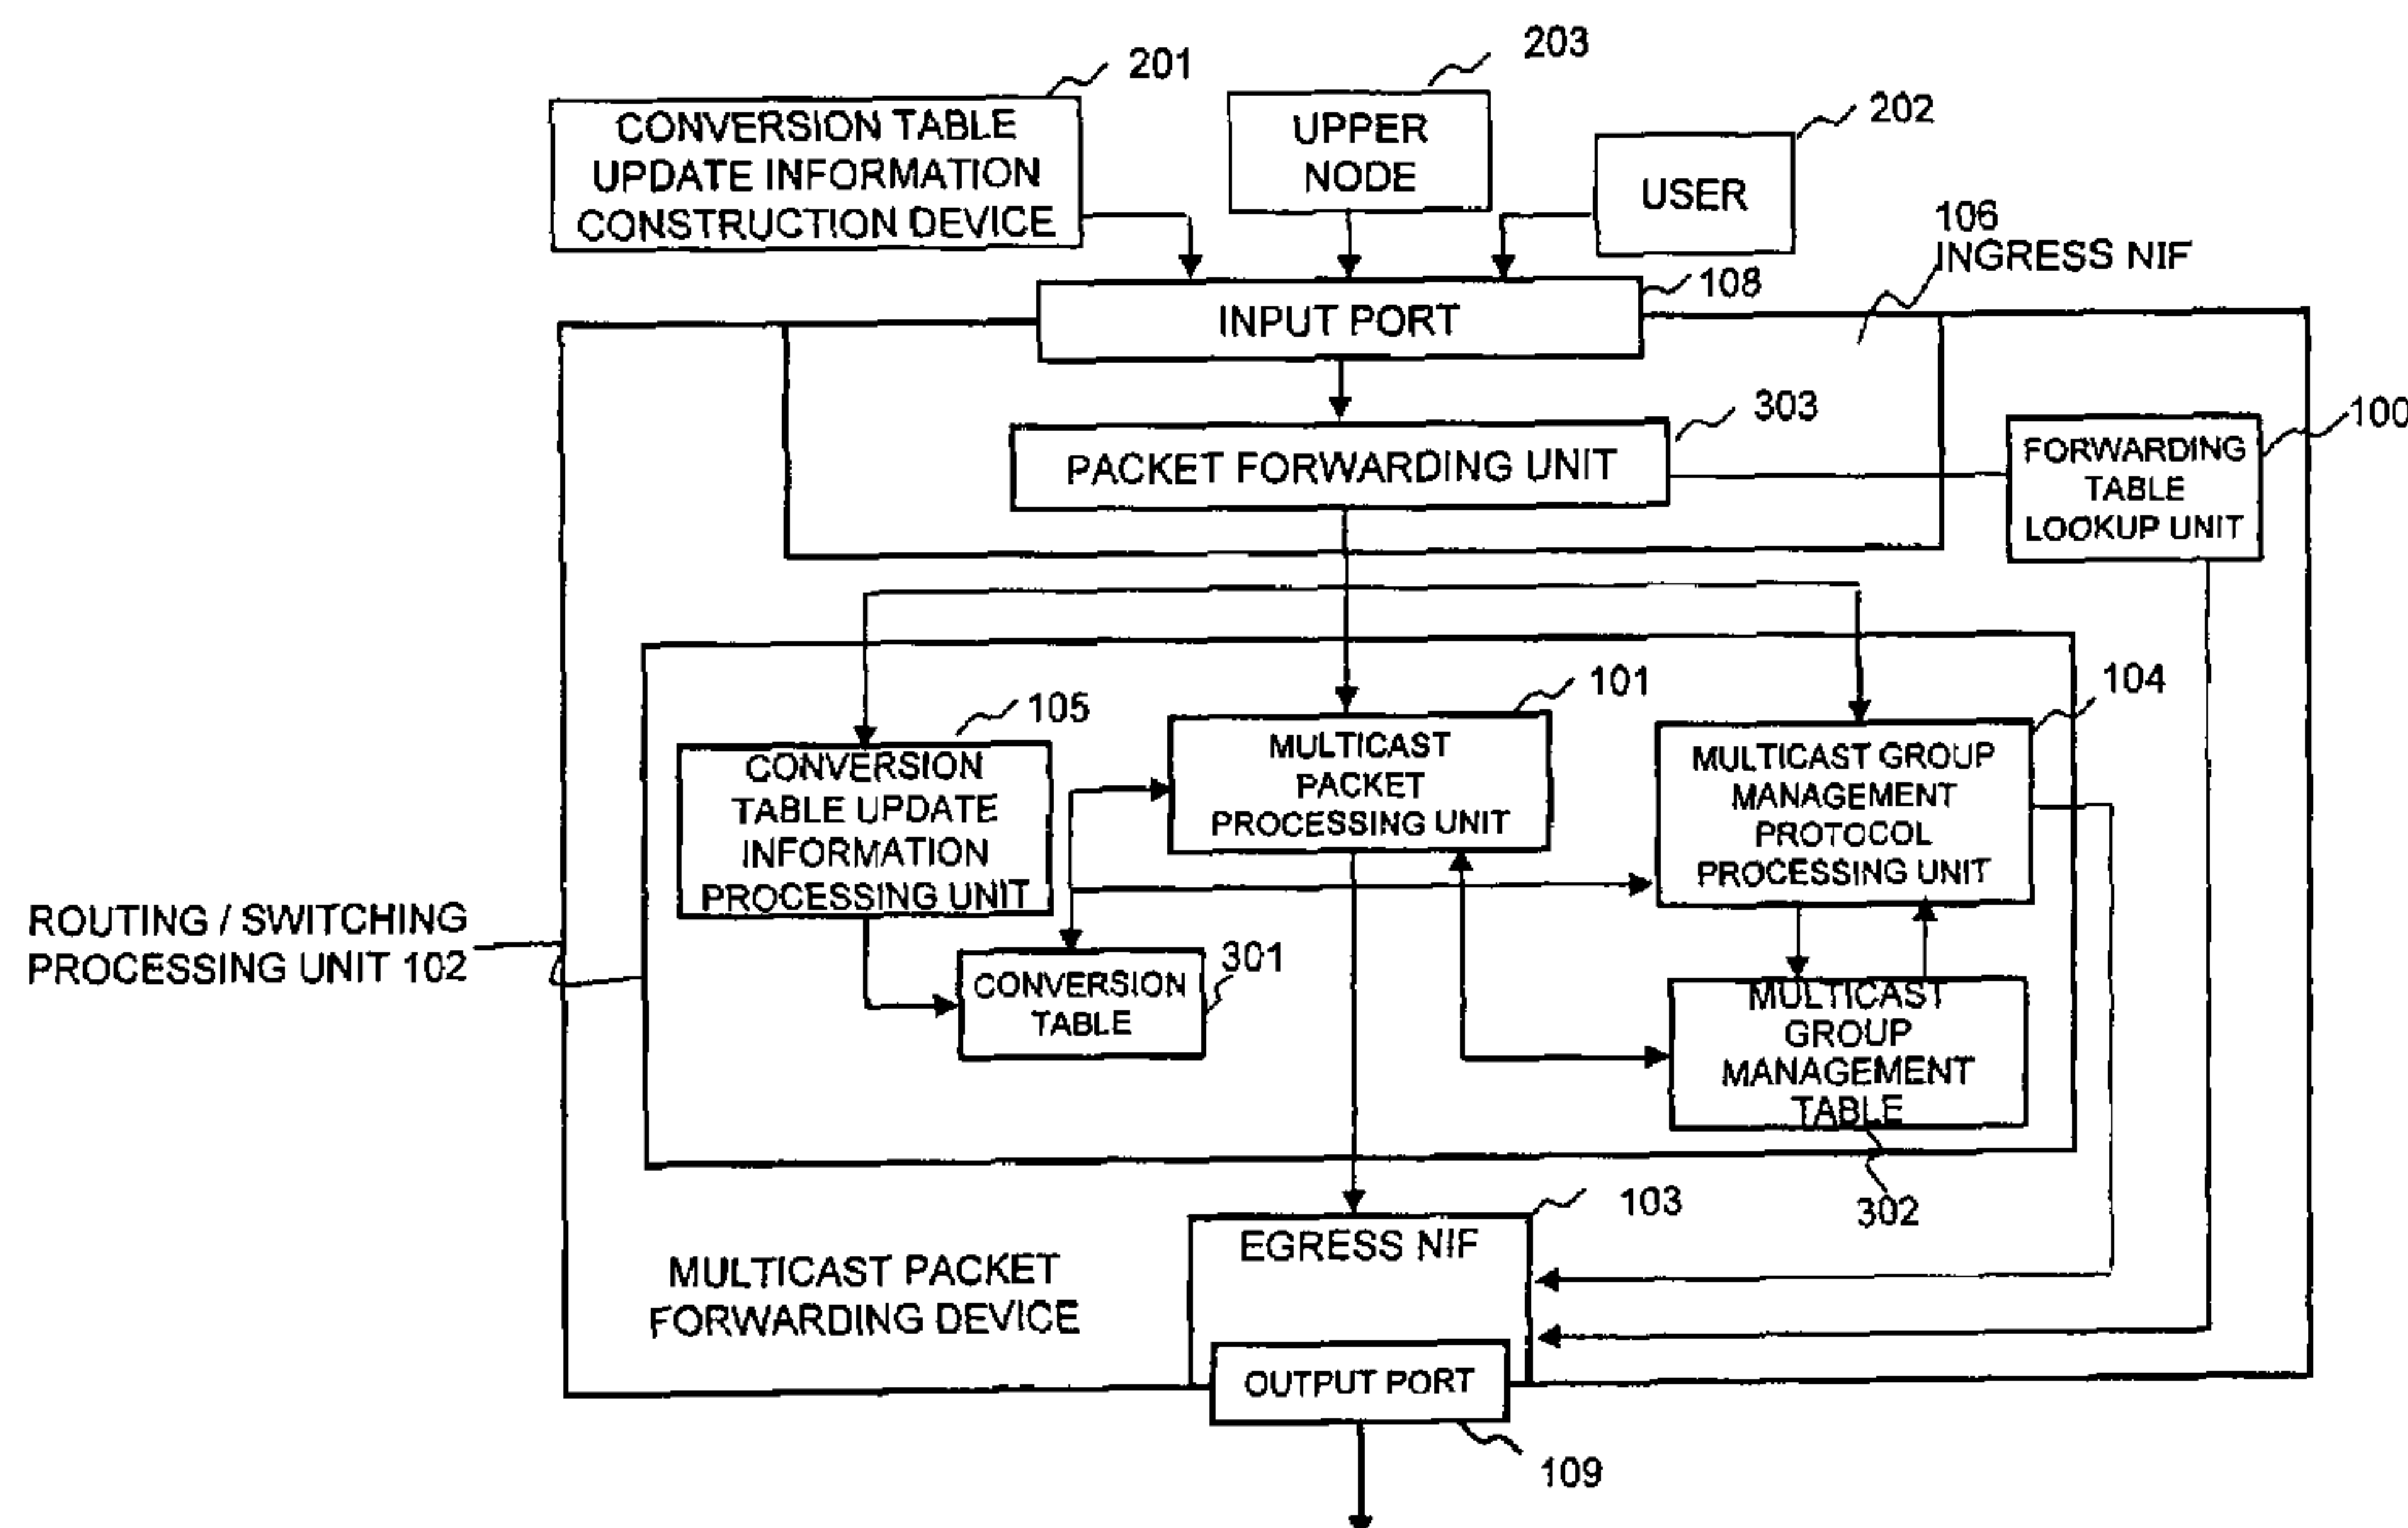 201
CONVERSION TABLE
UPDATE INFORMATION
CONSTRUCTION DEVICE
203
UPPER
NODE
202
USER
106
INGRESS NIF
108
INPUT PORT
303
PACKET FORWARDING UNIT
100
FORWARDING
TABLE
LOOKUP UNIT
105
CONVERSION
TABLE UPDATE
INFORMATION
PROCESSING UNIT
101
MULTICAST
PACKET
PROCESSING UNIT
104
MULTICAST GROUP
MANAGEMENT
PROTOCOL
PROCESSING UNIT
ROUTING / SWITCHING
PROCESSING UNIT 102
301
CONVERSION
TABLE
MULTICAST
GROUP
MANAGEMENT
TABLE
302
103
EGRESS NIF
MULTICAST PACKET
FORWARDING DEVICE
OUTPUT PORT
109